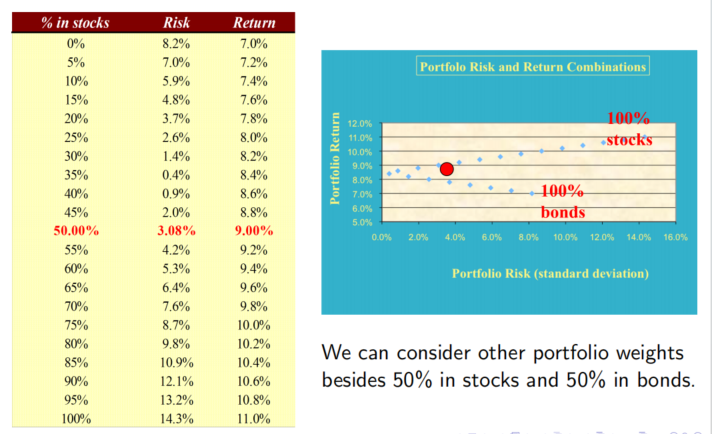 % in stocks Risk Return
0% 8.2% 7.0%
5% 7.0% 7.2%
10% 5.9% 7.4%
15% 4.8% 7.6%
20% 3.7% 7.8%
25% 2.6% 8.0%
30% 1.4% 8.2%
35% 0.4% 8.4%
40% 0.9% 8.6%
45% 2.0% 8.8%
50.00% 3.08% 9.00%
55% 4.2% 9.2%
60% 5.3% 9.4%
65% 6.4% 9.6%
70% 7.6% 9.8%
75% 8.7% 10.0%
80% 9.8% 10.2%
85% 10.9% 10.4%
90% 12.1% 10.6%
95% 13.2% 10.8%
100% 14.3% 11.0%
Portfolo Risk and Return Combinations
Portfolio Return
12.0%
11.0%
10.0%
9.0%
8.0%
7.0%
6.0%
5.0%
100%
stocks
100%
bonds
0.0% 2.0% 4.0% 6.0% 8.0% 10.0% 12.0% 14.0% 16.0%
Portfolio Risk (standard deviation)
We can consider other portfolio weights
besides 50% in stocks and 50% in bonds.